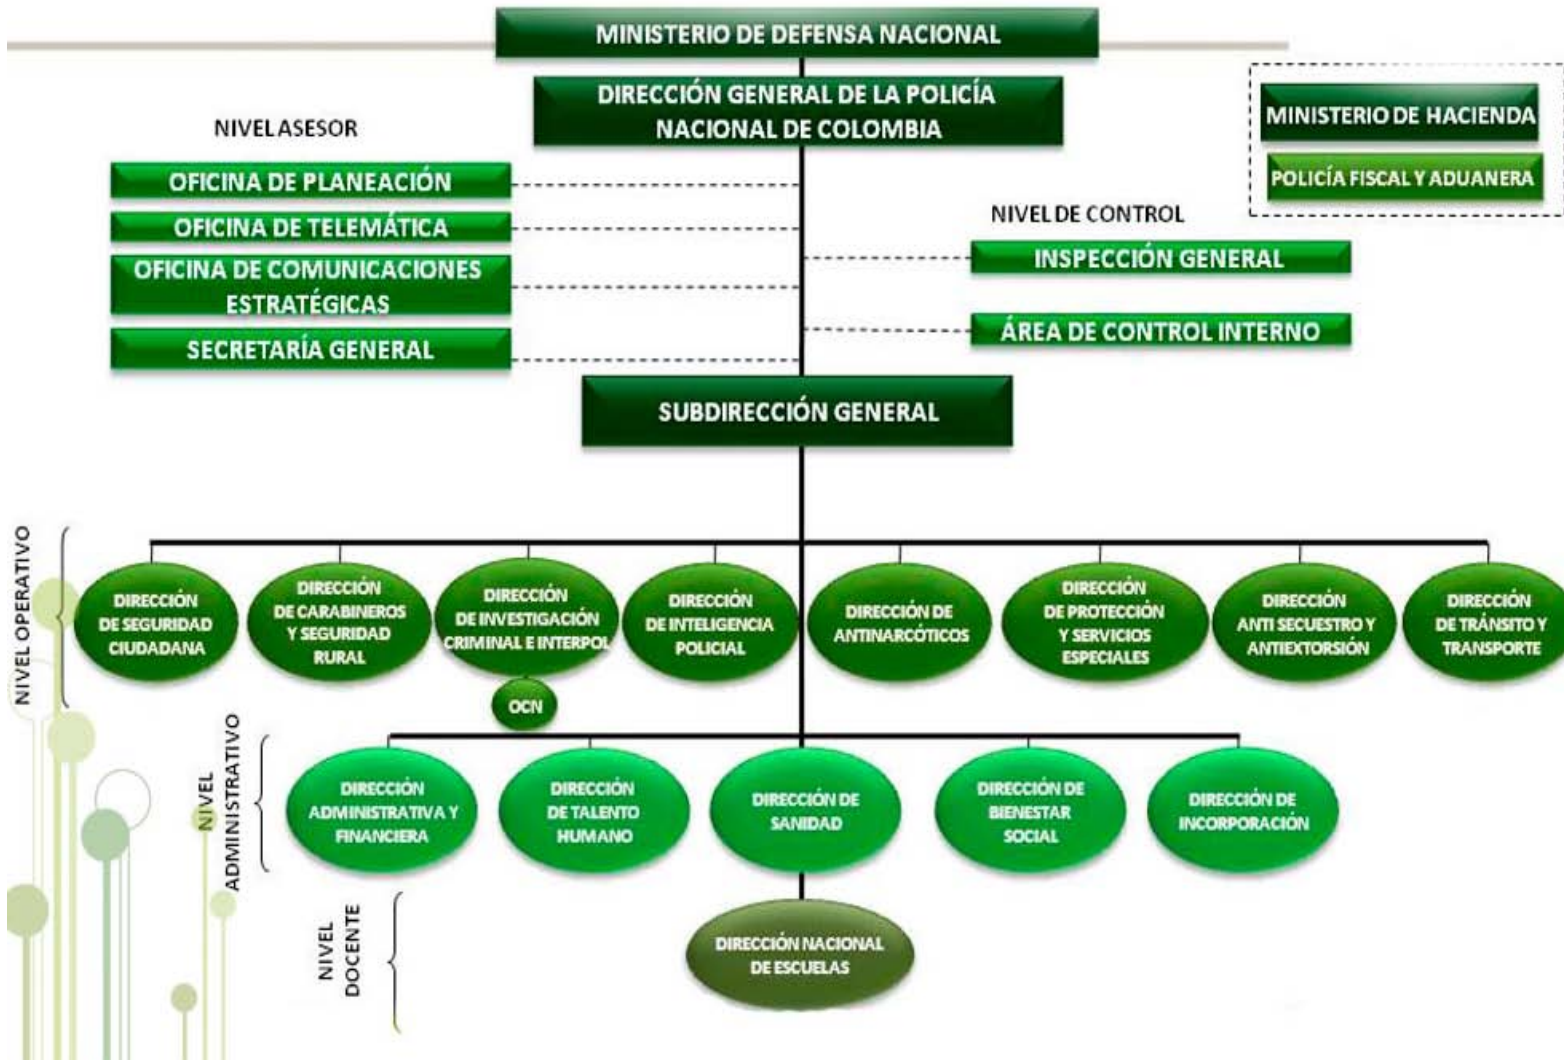 MINISTERIO DE DEFENSA NACIONAL
DIRECCIÓN GENERAL DE LA POLICÍA
NACIONAL DE COLOMBIA
MINISTERIO DE HACIENDA
POLICÍA FISCAL Y ADUANERA
NIVEL ASESOR
OFICINA DE PLANEACIÓN
OFICINA DE TELEMÁTICA
OFICINA DE COMUNICACIONES
ESTRATÉGICAS
SECRETARÍA GENERAL
NIVEL DE CONTROL
INSPECCIÓN GENERAL
ÁREA DE CONTROL INTERNO
SUBDIRECCIÓN GENERAL
NIVEL OPERATIVO
DIRECCIÓN
DE SEGURIDAD
CIUDADANA
DIRECCIÓN
DE CARABINEROS
Y SEGURIDAD
RURAL
DIRECCIÓN
DE INVESTIGACIÓN
CRIMINAL E INTERPOL
OCN
DIRECCIÓN
DE INTELIGENCIA
POLICIAL
DIRECCIÓN DE
ANTINARCÓTICOS
DIRECCIÓN
DE PROTECCIÓN
Y SERVICIOS
ESPECIALES
DIRECCIÓN
ANTI SECUESTRO Y
ANTIEXTORSIÓN
DIRECCIÓN
DE TRÁNSITO Y
TRANSPORTE
NIVEL
ADMINISTRATIVO
DIRECCIÓN
ADMINISTRATIVA Y
FINANCIERA
DIRECCIÓN
DE TALENTO
HUMANO
DIRECCIÓN DE
SANIDAD
DIRECCIÓN DE
BIENESTAR
SOCIAL
DIRECCIÓN DE
INCORPORACIÓN
NIVEL
DOCENTE
DIRECCIÓN NACIONAL
DE ESCUELAS